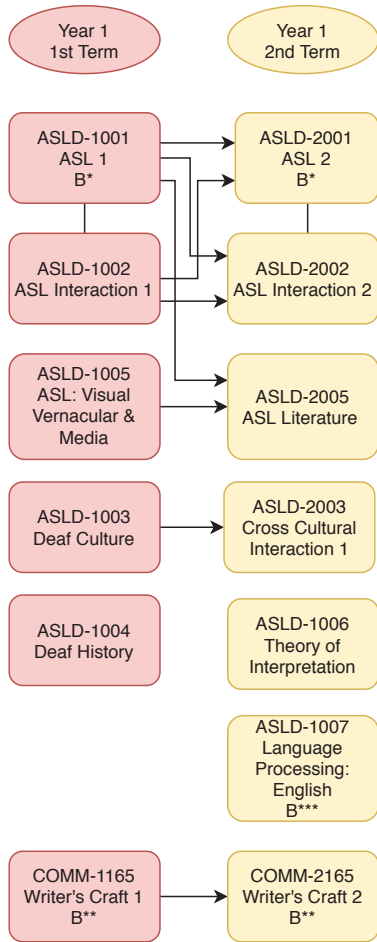 Year 1
1st Term
Year 1
2nd Term
ASLD-1001
ASL 1
B*
ASLD-2001
ASL 2
B*
ASLD-1002
ASL Interaction 1
ASLD-2002
ASL Interaction 2
ASLD-1005
ASL: Visual
Vernacular &
Media
ASLD-2005
ASL Literature
ASLD-1003
Deaf Culture
ASLD-2003
Cross Cultural
Interaction 1
ASLD-1004
Deaf History
ASLD-1006
Theory of
Interpretation
ASLD-1007
Language
Processing:
English
B***
COMM-1165
Writer's Craft 1
B**
COMM-2165
Writer's Craft 2
B**